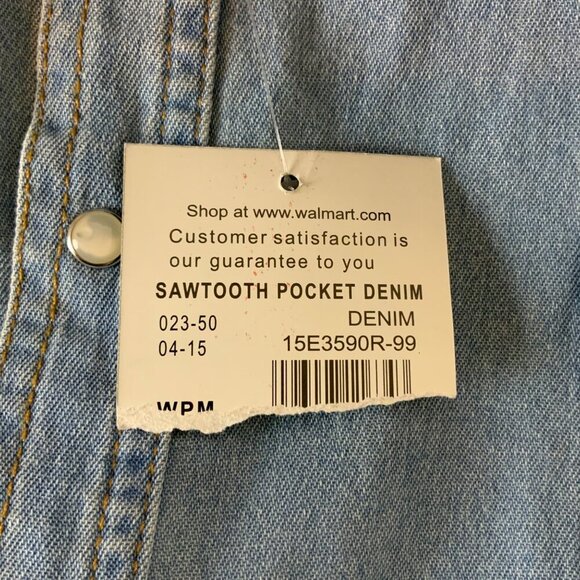 Shop at www.walmart.com
Customer satisfaction is
our guarantee to you
SAWTOOTH POCKET DENIM
023-50 DENIM
04-15 15E3590R-99
WPM